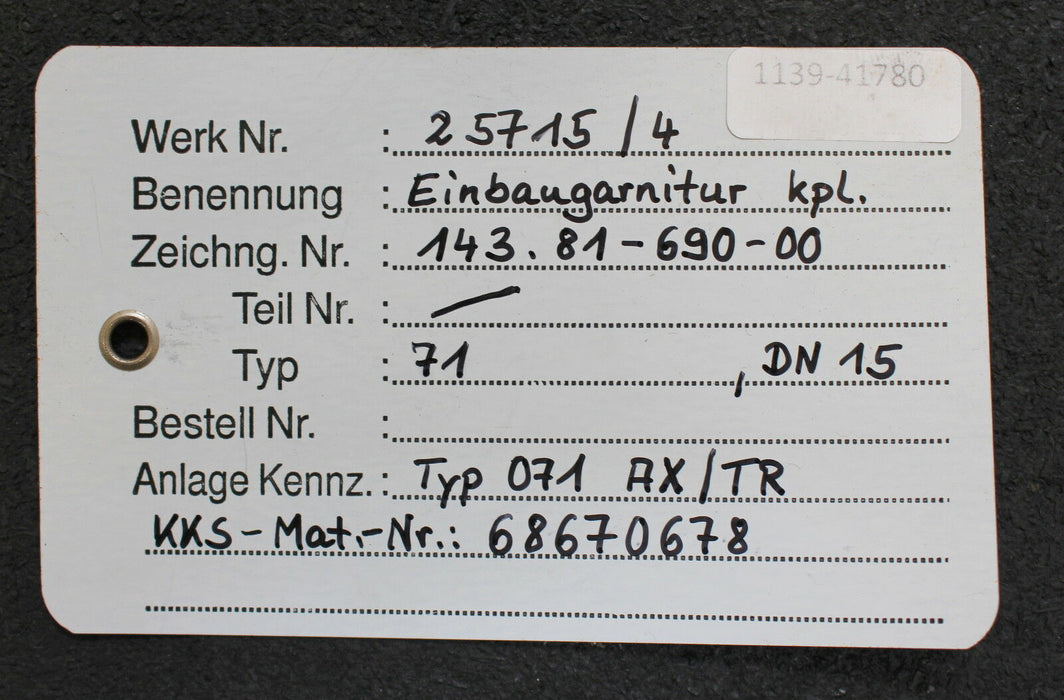 1139-41780
Werk Nr. : 25715/4
Benennung : Einbaugarnitur kpl.
Zeichng. Nr. : 143.81-690-00
Teil Nr. : —
Typ : 71 , DN 15
Bestell Nr. :
Anlage Kennz. : Typ 071 AX/TR
KKS-Mat.-Nr.: 68670678